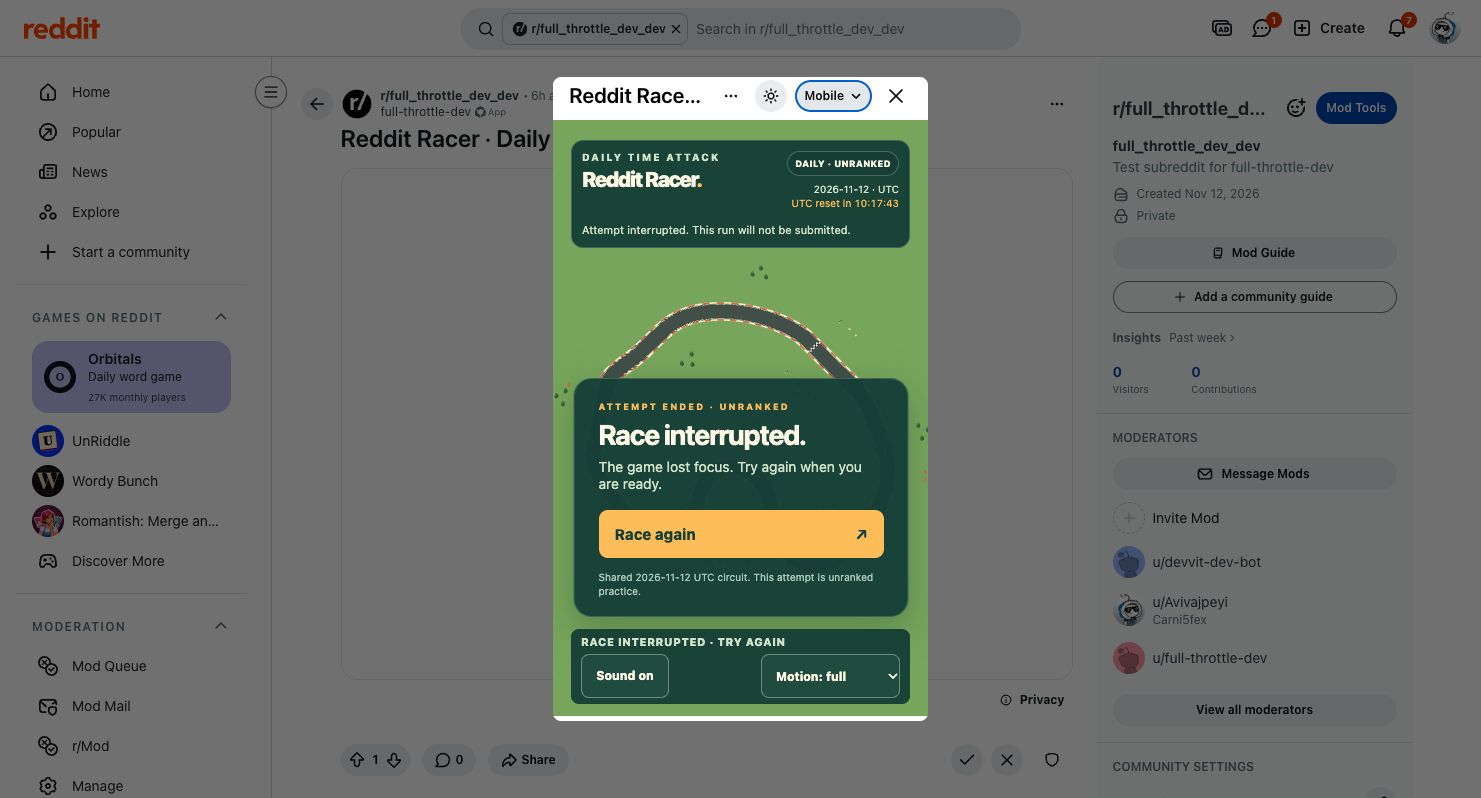 reddit
r/full_throttle_dev_dev
Search in r/full_throttle_dev_dev
AD
1
Create
7
Home
Popular
News
Explore
Start a community
GAMES ON REDDIT
Orbitals
Daily word game
27K monthly players
UnRiddle
Wordy Bunch
Romantish: Merge an...
Discover More
MODERATION
Mod Queue
Mod Mail
r/Mod
Manage
r/full_throttle_dev_dev • 6h a
full-throttle-dev App
Reddit Racer · Daily
Reddit Race...
Mobile
DAILY TIME ATTACK
Reddit Racer.
DAILY · UNRANKED
2026-11-12 · UTC
UTC reset in 10:17:43
Attempt interrupted. This run will not be submitted.
ATTEMPT ENDED · UNRANKED
Race interrupted.
The game lost focus. Try again when you
are ready.
Race again
Shared 2026-11-12 UTC circuit. This attempt is unranked
practice.
RACE INTERRUPTED · TRY AGAIN
Sound on
Motion: full
Privacy
1
0
Share
r/full_throttle_d...
Mod Tools
full_throttle_dev_dev
Test subreddit for full-throttle-dev
Created Nov 12, 2026
Private
Mod Guide
Add a community guide
Insights Past week
0
Visitors
0
Contributions
MODERATORS
Message Mods
Invite Mod
u/devvit-dev-bot
u/Avivajpeyi
Carni5fex
u/full-throttle-dev
View all moderators
COMMUNITY SETTINGS